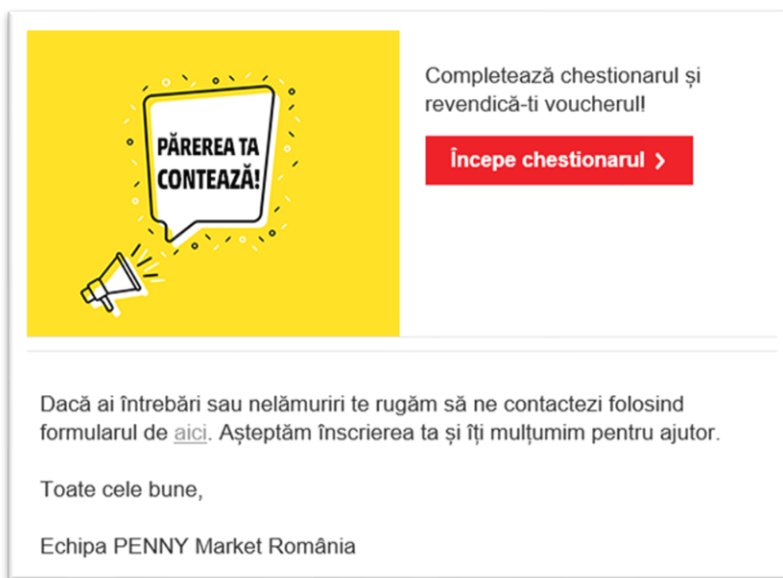 PĂREREA TA
CONTEAZĂ!
Completează chestionarul și
revendică-ti voucherul!
Începe chestionarul ❯
Dacă ai întrebări sau nelămuriri te rugăm să ne contactezi folosind
formularul de aici. Așteptăm înscrierea ta și îți mulțumim pentru ajutor.
Toate cele bune,
Echipa PENNY Market România